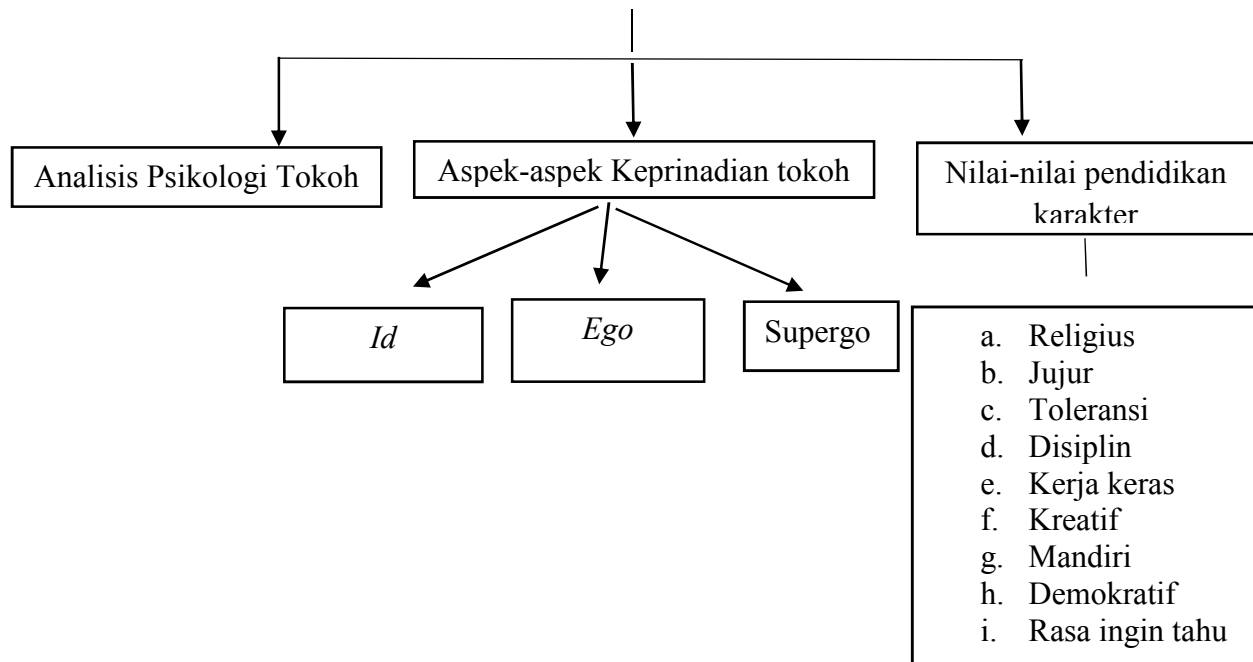 Analisis Psikologi Tokoh
Aspek-aspek Keprinadian tokoh
Nilai-nilai pendidikan
karakter
Id
Ego
Supergo
a. Religius
b. Jujur
c. Toleransi
d. Disiplin
e. Kerja keras
f. Kreatif
g. Mandiri
h. Demokratif
i. Rasa ingin tahu